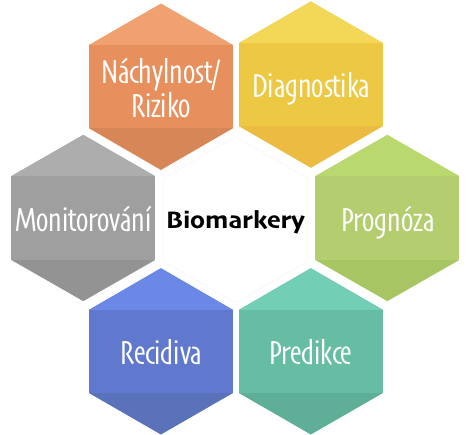 Náchylnost/
Riziko
Diagnostika
Monitorování
Biomarkery
Prognóza
Recidiva
Predikce